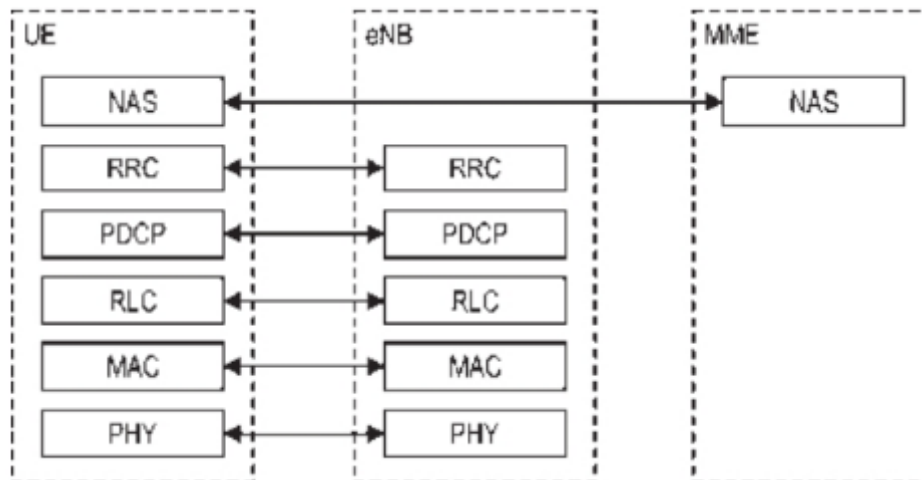 UE eNB MME
NAS NAS
RRC RRC
PDCP PDCP
RLC RLC
MAC MAC
PHY PHY